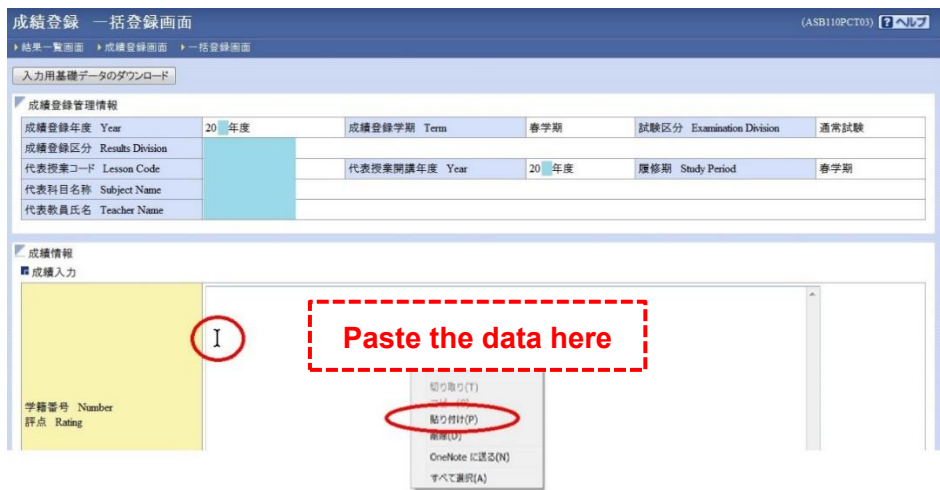 成績登録 一括登録画面 (ASB110PCT03) ?ヘルプ
結果一覧画面 成績登録画面 一括登録画面
入力用基礎データのダウンロード
成績登録管理情報
成績登録年度 Year 20 年度 成績登録学期 Term 春学期 試験区分 Examination Division 通常試験
成績登録区分 Results Division
代表授業コード Lesson Code 代表授業開講年度 Year 20 年度 履修期 Study Period 春学期
代表科目名称 Subject Name
代表教員氏名 Teacher Name
成績情報
成績入力
Paste the data here
切り取り(T)
貼り付け(P)
削除(D)
OneNote に送る(N)
すべて選択(A)
学籍番号 Number
評点 Rating